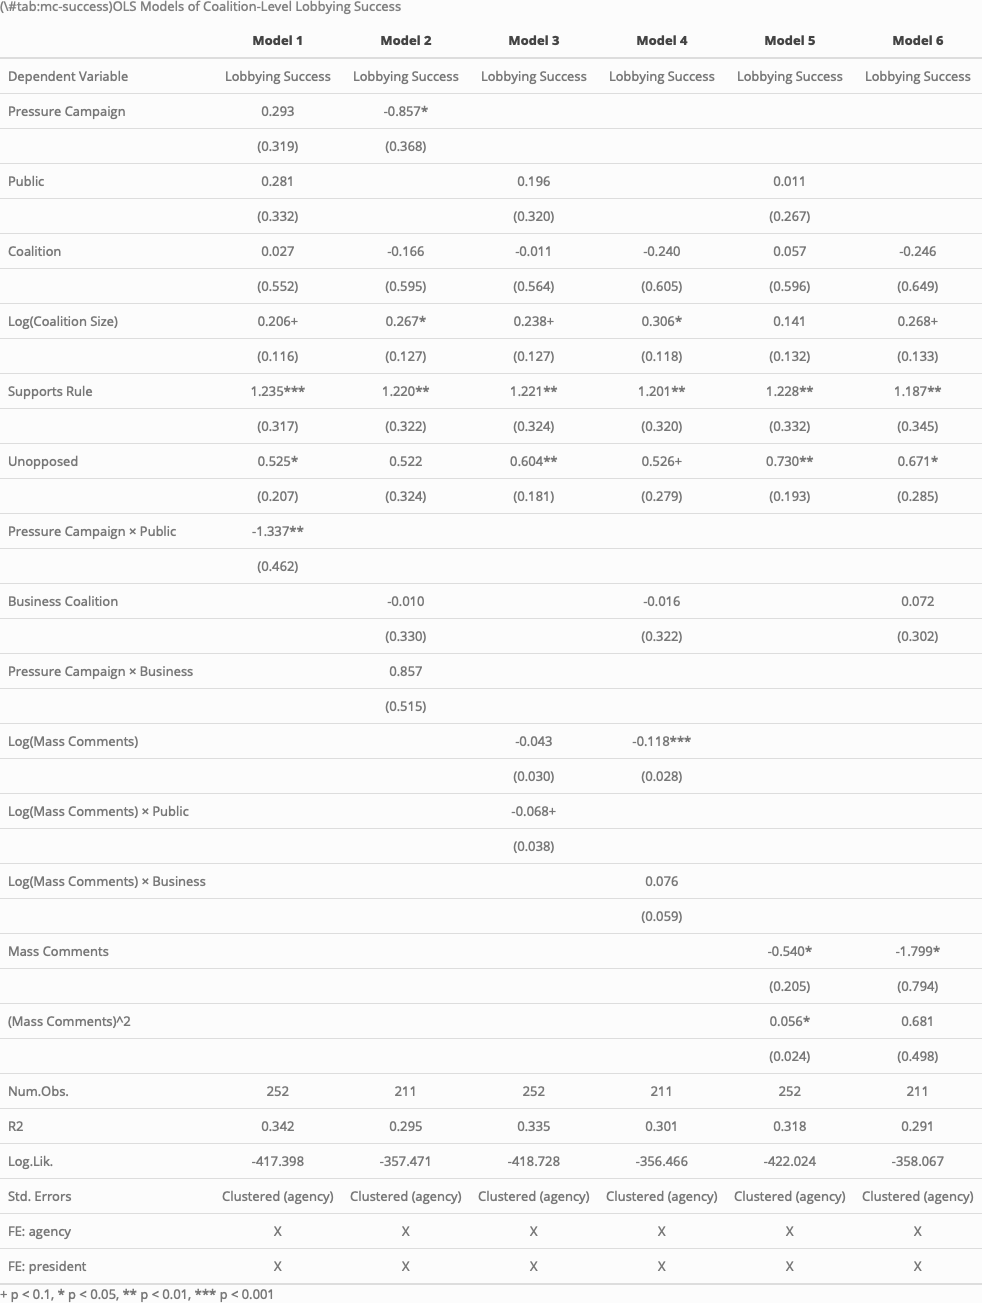 (\#tab:mc-success)OLS Models of Coalition-Level Lobbying Success
Model 1 Model 2 Model 3 Model 4 Model 5 Model 6
Dependent Variable Lobbying Success Lobbying Success Lobbying Success Lobbying Success Lobbying Success Lobbying Success
Pressure Campaign 0.293 -0.857*
(0.319) (0.368)
Public 0.281 0.196 0.011
(0.332) (0.320) (0.267)
Coalition 0.027 -0.166 -0.011 -0.240 0.057 -0.246
(0.552) (0.595) (0.564) (0.605) (0.596) (0.649)
Log(Coalition Size) 0.206+ 0.267* 0.238+ 0.306* 0.141 0.268+
(0.116) (0.127) (0.127) (0.118) (0.132) (0.133)
Supports Rule 1.235*** 1.220** 1.221** 1.201** 1.228** 1.187**
(0.317) (0.322) (0.324) (0.320) (0.332) (0.345)
Unopposed 0.525* 0.522 0.604** 0.526+ 0.730** 0.671*
(0.207) (0.324) (0.181) (0.279) (0.193) (0.285)
Pressure Campaign × Public -1.337**
(0.462)
Business Coalition -0.010 -0.016 0.072
(0.330) (0.322) (0.302)
Pressure Campaign × Business 0.857
(0.515)
Log(Mass Comments) -0.043 -0.118***
(0.030) (0.028)
Log(Mass Comments) × Public -0.068+
(0.038)
Log(Mass Comments) × Business 0.076
(0.059)
Mass Comments -0.540* -1.799*
(0.205) (0.794)
(Mass Comments)^2 0.056* 0.681
(0.024) (0.498)
Num.Obs. 252 211 252 211 252 211
R2 0.342 0.295 0.335 0.301 0.318 0.291
Log.Lik. -417.398 -357.471 -418.728 -356.466 -422.024 -358.067
Std. Errors Clustered (agency) Clustered (agency) Clustered (agency) Clustered (agency) Clustered (agency) Clustered (agency)
FE: agency X X X X X X
FE: president X X X X X X
+ p < 0.1, * p < 0.05, ** p < 0.01, *** p < 0.001